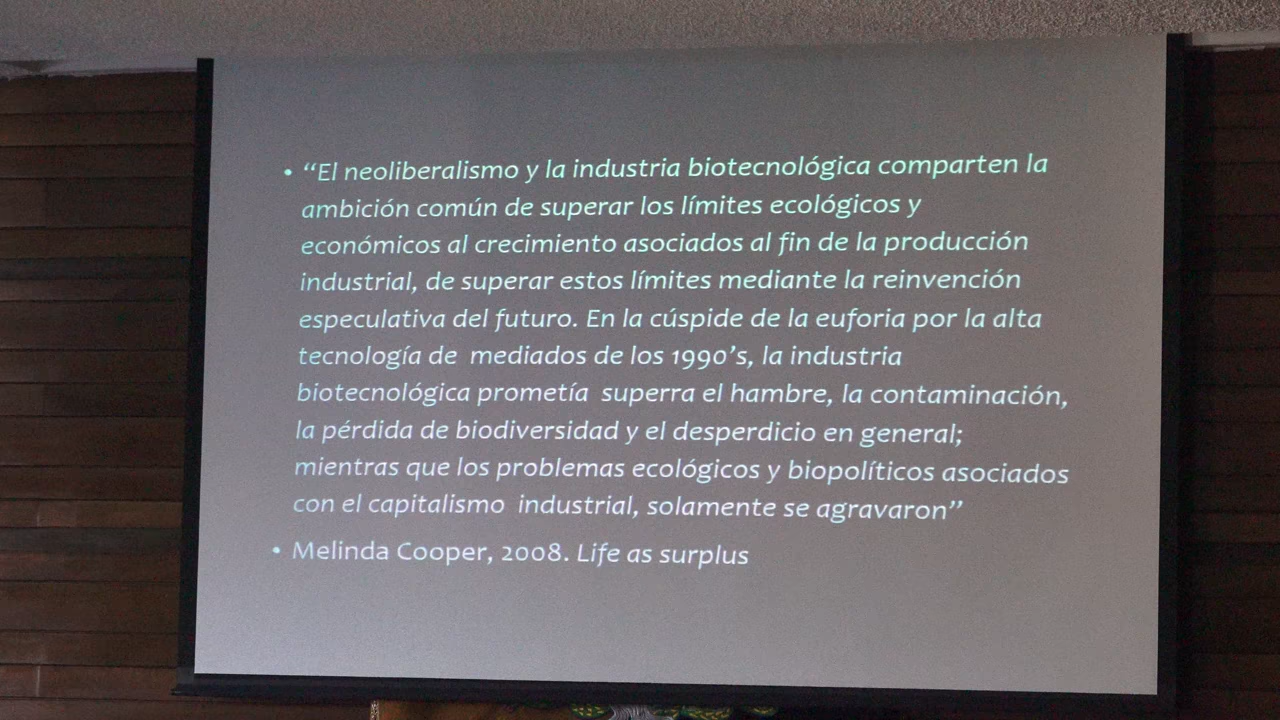 • “El neoliberalismo y la industria biotecnológica comparten la
ambición común de superar los límites ecológicos y
económicos al crecimiento asociados al fin de la producción
industrial, de superar estos límites mediante la reinvención
especulativa del futuro. En la cúspide de la euforia por la alta
tecnología de mediados de los 1990’s, la industria
biotecnológica prometía superra el hambre, la contaminación,
la pérdida de biodiversidad y el desperdicio en general;
mientras que los problemas ecológicos y biopolíticos asociados
con el capitalismo industrial, solamente se agravaron”
• Melinda Cooper, 2008. Life as surplus